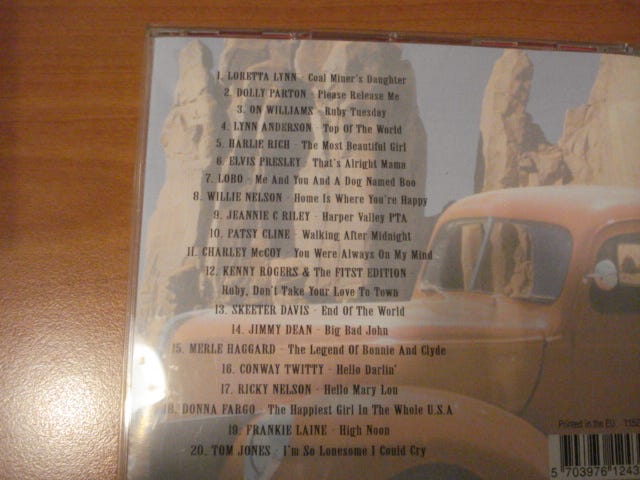 1. LORETTA LYNN - Coal Miner's Daughter
2. DOLLY PARTON - Please Release Me
3. ON WILLIAMS - Ruby Tuesday
4. LYNN ANDERSON - Top Of The World
5. HARLIE RICH - The Most Beautiful Girl
6. ELVIS PRESLEY - That's Alright Mama
7. LOBO - Me And You And A Dog Named Boo
8. WILLIE NELSON - Home Is Where You're Happy
9. JEANNIE C RILEY - Harper Valley PTA
10. PATSY CLINE - Walking After Midnight
11. CHARLEY McCOY - You Were Always On My Mind
12. KENNY ROGERS & The FITST EDITION
Ruby, Don't Take Your Love To Town
13. SKEETER DAVIS - End Of The World
14. JIMMY DEAN - Big Bad John
15. MERLE HAGGARD - The Legend Of Bonnie And Clyde
16. CONWAY TWITTY - Hello Darlin'
17. RICKY NELSON - Hello Mary Lou
18. DONNA FARGO - The Happiest Girl In The Whole U.S.A
19. FRANKIE LAINE - High Noon
20. TOM JONES - I'm So Lonesome I Could Cry
Printed in the EU
5 703976 1243